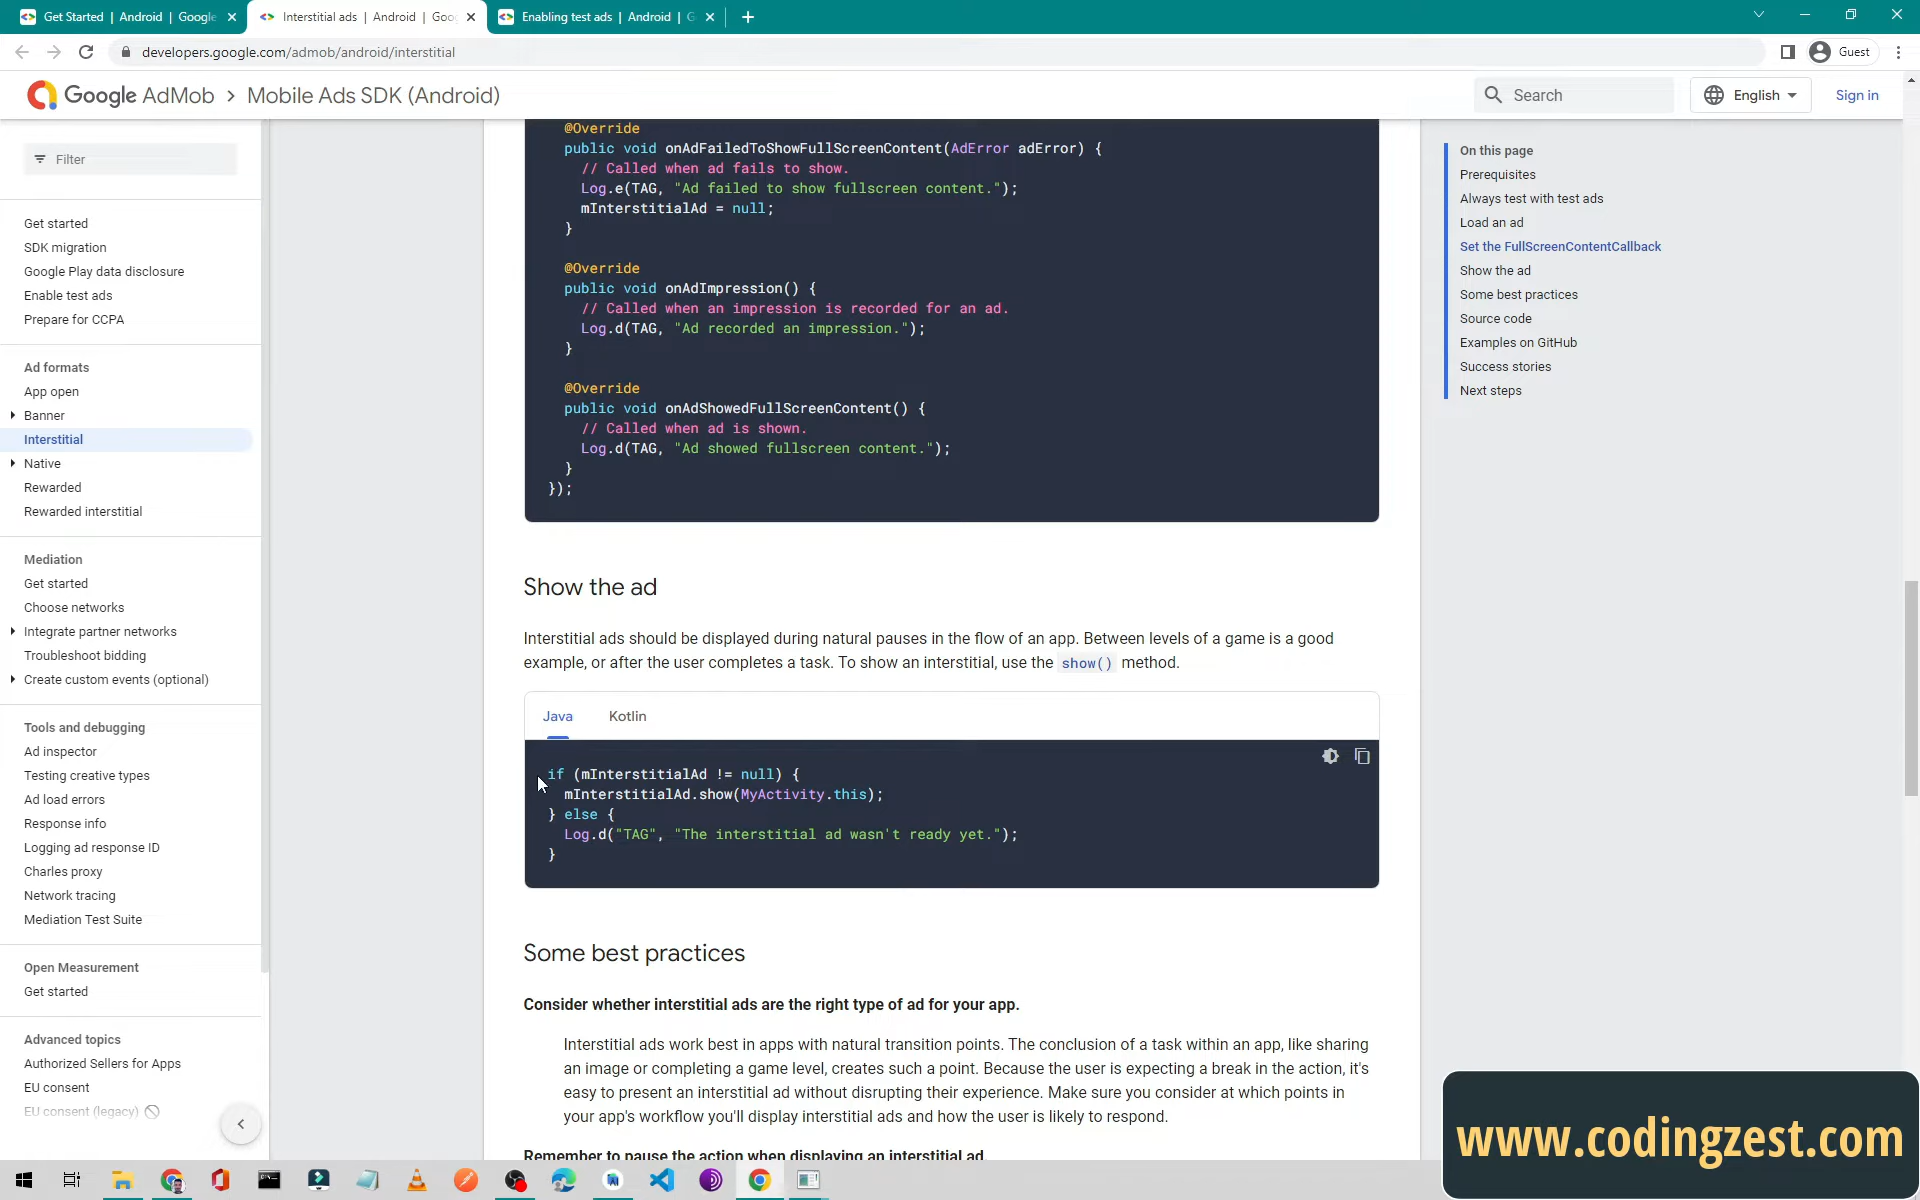 Get Started | Android | Google
Interstitial ads | Android | Goo
Enabling test ads | Android | G
developers.google.com/admob/android/interstitial
Guest
Google AdMob > Mobile Ads SDK (Android)
Search
English
Sign in
Filter
Get started
SDK migration
Google Play data disclosure
Enable test ads
Prepare for CCPA
Ad formats
App open
Banner
Interstitial
Native
Rewarded
Rewarded interstitial
Mediation
Get started
Choose networks
Integrate partner networks
Troubleshoot bidding
Create custom events (optional)
Tools and debugging
Ad inspector
Testing creative types
Ad load errors
Response info
Logging ad response ID
Charles proxy
Network tracing
Mediation Test Suite
Open Measurement
Get started
Advanced topics
Authorized Sellers for Apps
EU consent
EU consent (legacy)
@Override
public void onAdFailedToShowFullScreenContent(AdError adError) {
// Called when ad fails to show.
Log.e(TAG, "Ad failed to show fullscreen content.");
mInterstitialAd = null;
}
@Override
public void onAdImpression() {
// Called when an impression is recorded for an ad.
Log.d(TAG, "Ad recorded an impression.");
}
@Override
public void onAdShowedFullScreenContent() {
// Called when ad is shown.
Log.d(TAG, "Ad showed fullscreen content.");
}
});
Show the ad
Interstitial ads should be displayed during natural pauses in the flow of an app. Between levels of a game is a good
example, or after the user completes a task. To show an interstitial, use the show() method.
Java Kotlin
if (mInterstitialAd != null) {
mInterstitialAd.show(MyActivity.this);
} else {
Log.d("TAG", "The interstitial ad wasn't ready yet.");
}
Some best practices
Consider whether interstitial ads are the right type of ad for your app.
Interstitial ads work best in apps with natural transition points. The conclusion of a task within an app, like sharing
an image or completing a game level, creates such a point. Because the user is expecting a break in the action, it's
easy to present an interstitial ad without disrupting their experience. Make sure you consider at which points in
your app's workflow you'll display interstitial ads and how the user is likely to respond.
Remember to pause the action when displaying an interstitial ad.
On this page
Prerequisites
Always test with test ads
Load an ad
Set the FullScreenContentCallback
Show the ad
Some best practices
Source code
Examples on GitHub
Success stories
Next steps
www.codingzest.com